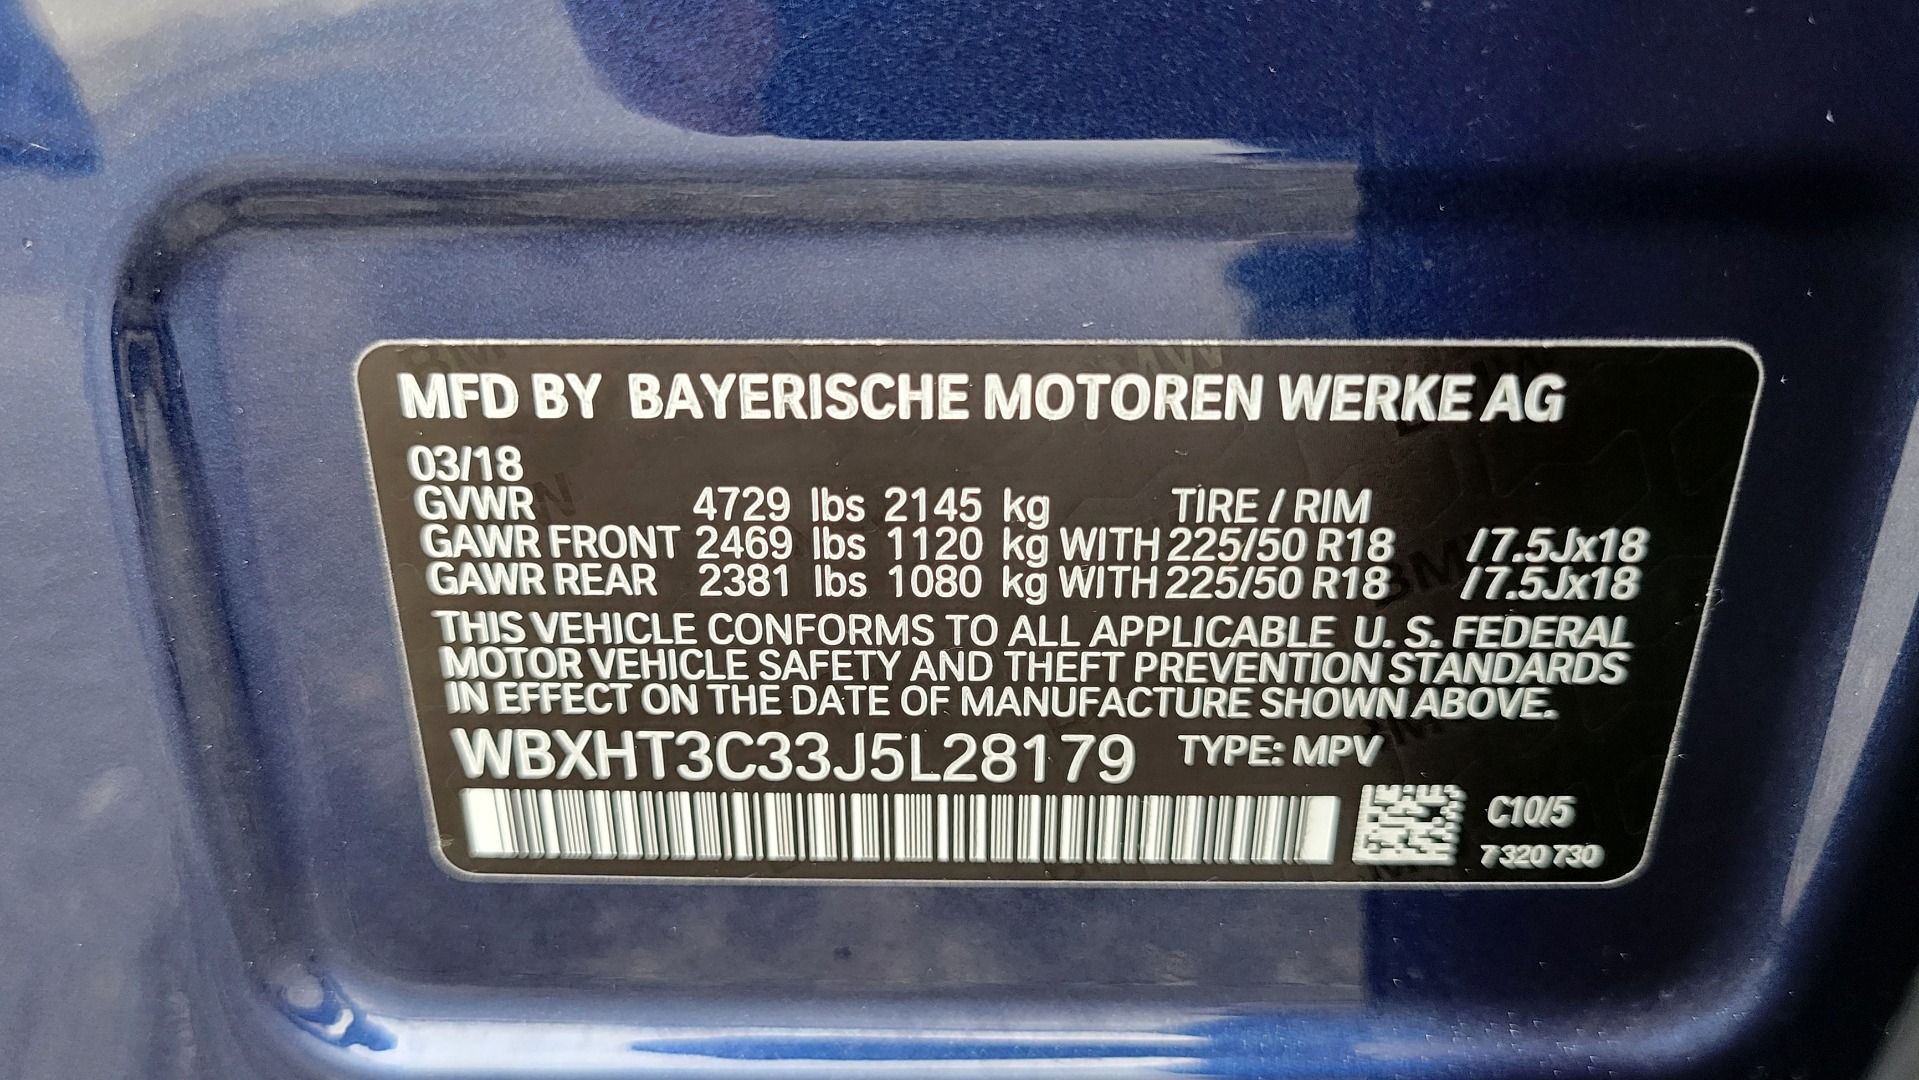 MFD BY BAYERISCHE MOTOREN WERKE AG
03/18
GVWR 4729 lbs 2145 kg TIRE / RIM
GAWR FRONT 2469 lbs 1120 kg WITH 225/50 R18 /7.5Jx18
GAWR REAR 2381 lbs 1080 kg WITH 225/50 R18 /7.5Jx18
THIS VEHICLE CONFORMS TO ALL APPLICABLE U. S. FEDERAL
MOTOR VEHICLE SAFETY AND THEFT PREVENTION STANDARDS
IN EFFECT ON THE DATE OF MANUFACTURE SHOWN ABOVE.
WBXHT3C33J5L28179 TYPE: MPV
C10/5
7 320 730